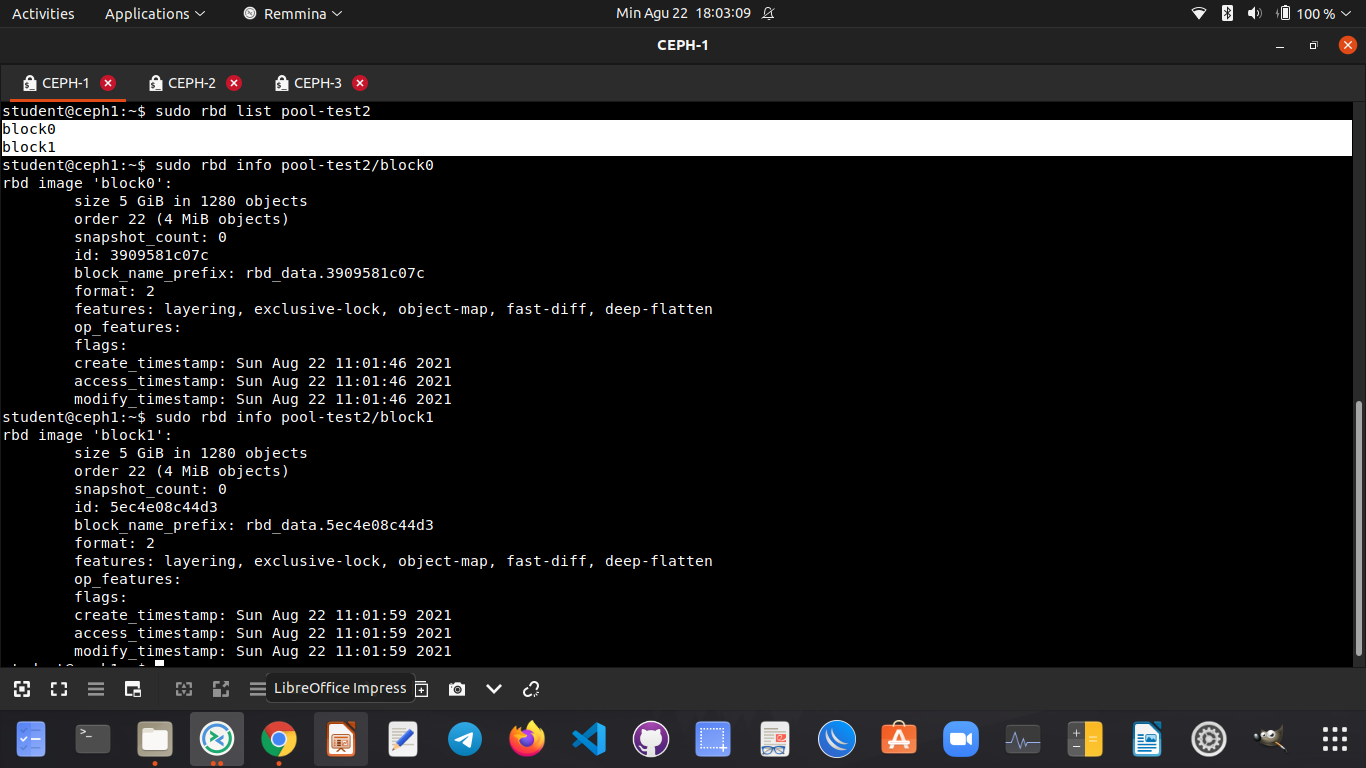 Activities Applications Remmina Min Agu 22 18:03:09 100 %
CEPH-1
CEPH-1 CEPH-2 CEPH-3
student@ceph1:~$ sudo rbd list pool-test2
block0
block1
student@ceph1:~$ sudo rbd info pool-test2/block0
rbd image 'block0':
        size 5 GiB in 1280 objects
        order 22 (4 MiB objects)
        snapshot_count: 0
        id: 3909581c07c
        block_name_prefix: rbd_data.3909581c07c
        format: 2
        features: layering, exclusive-lock, object-map, fast-diff, deep-flatten
        op_features:
        flags:
        create_timestamp: Sun Aug 22 11:01:46 2021
        access_timestamp: Sun Aug 22 11:01:46 2021
        modify_timestamp: Sun Aug 22 11:01:46 2021
student@ceph1:~$ sudo rbd info pool-test2/block1
rbd image 'block1':
        size 5 GiB in 1280 objects
        order 22 (4 MiB objects)
        snapshot_count: 0
        id: 5ec4e08c44d3
        block_name_prefix: rbd_data.5ec4e08c44d3
        format: 2
        features: layering, exclusive-lock, object-map, fast-diff, deep-flatten
        op_features:
        flags:
        create_timestamp: Sun Aug 22 11:01:59 2021
        access_timestamp: Sun Aug 22 11:01:59 2021
        modify_timestamp: Sun Aug 22 11:01:59 2021
LibreOffice Impress